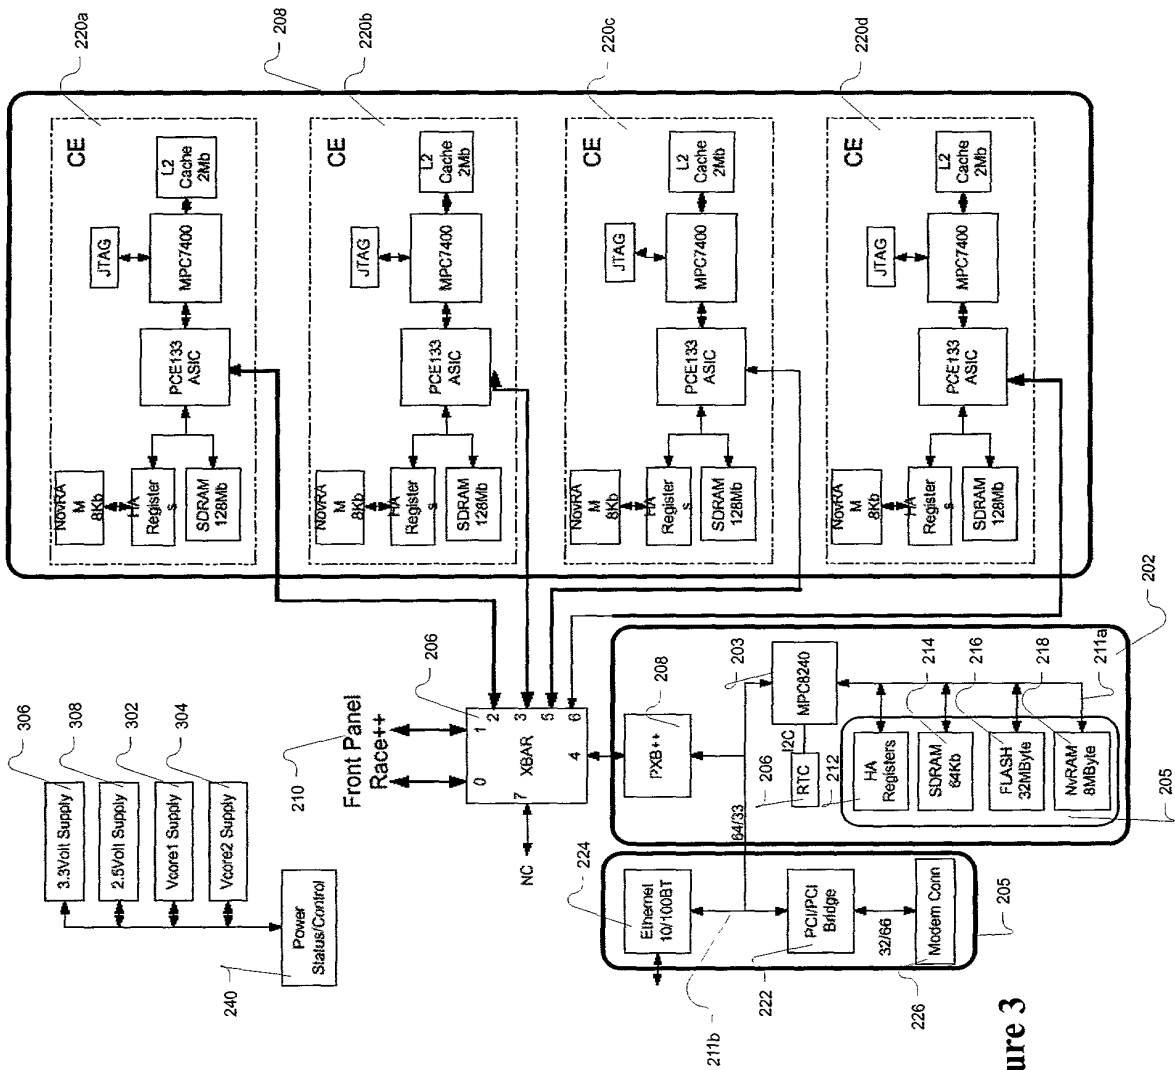 220a
208
220b
220c
220d
CE
L2
Cache
2Mb
JTAG
MPC7400
PCE133
ASIC
NovRA
M
8Kb
HA
Register
s
SDRAM
128Mb
CE
L2
Cache
2Mb
JTAG
MPC7400
PCE133
ASIC
NovRA
M
8Kb
HA
Register
s
SDRAM
128Mb
CE
L2
Cache
2Mb
JTAG
MPC7400
PCE133
ASIC
NovRA
M
8Kb
HA
Register
s
SDRAM
128Mb
CE
L2
Cache
2Mb
JTAG
MPC7400
PCE133
ASIC
NovRA
M
8Kb
HA
Register
s
SDRAM
128Mb
306
308
302
304
3.3Volt Supply
2.5Volt Supply
Vcore1 Supply
Vcore2 Supply
Power
Status/Control
240
210
Front Panel
Race++
206
0
1
2
3
5
6
4
7
XBAR
NC
202
203
208
PXB++
MPC8240
I2C
RTC
206
212
214
216
218
211a
HA
Registers
SDRAM
64Kb
FLASH
32MByte
NvRAM
8MByte
205
64/33
224
Ethernet
10/100BT
PCI/PCI
Bridge
32/66
Modem Conn
205
211b
222
226
ure 3